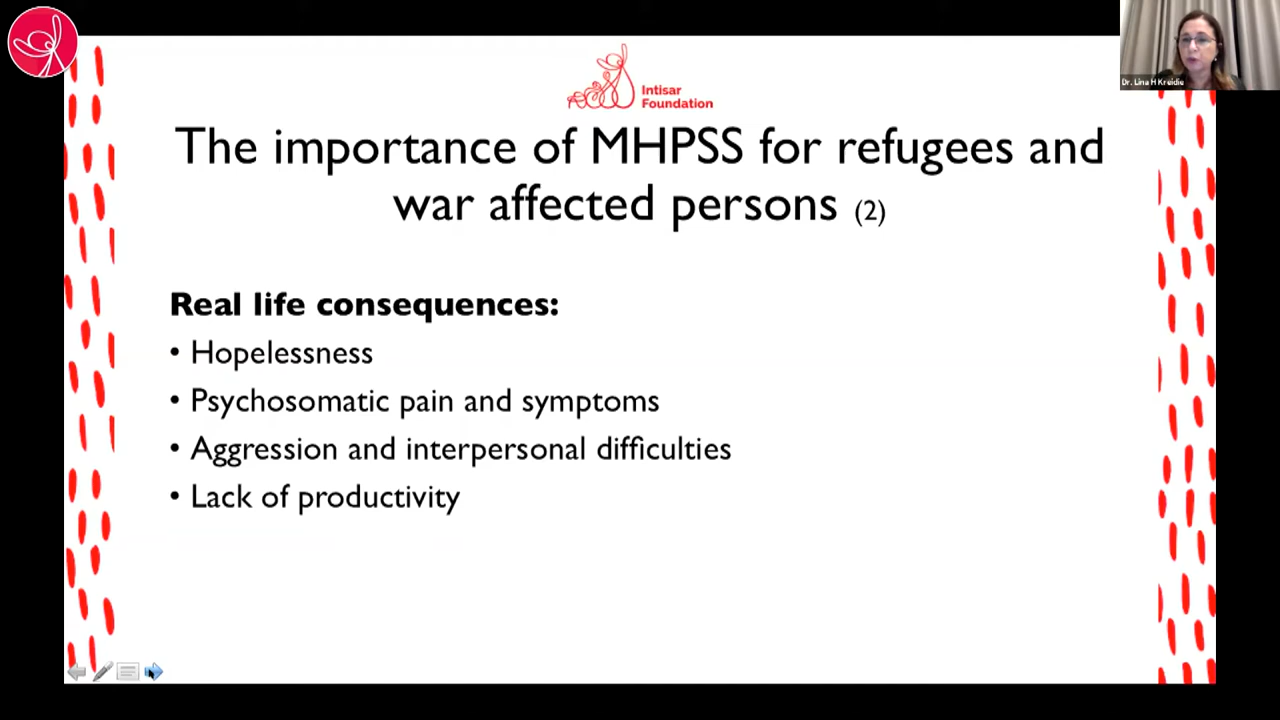 Dr. Lina H Kreidie
Intisar
Foundation
The importance of MHPSS for refugees and
war affected persons (2)
Real life consequences:
• Hopelessness
• Psychosomatic pain and symptoms
• Aggression and interpersonal difficulties
• Lack of productivity